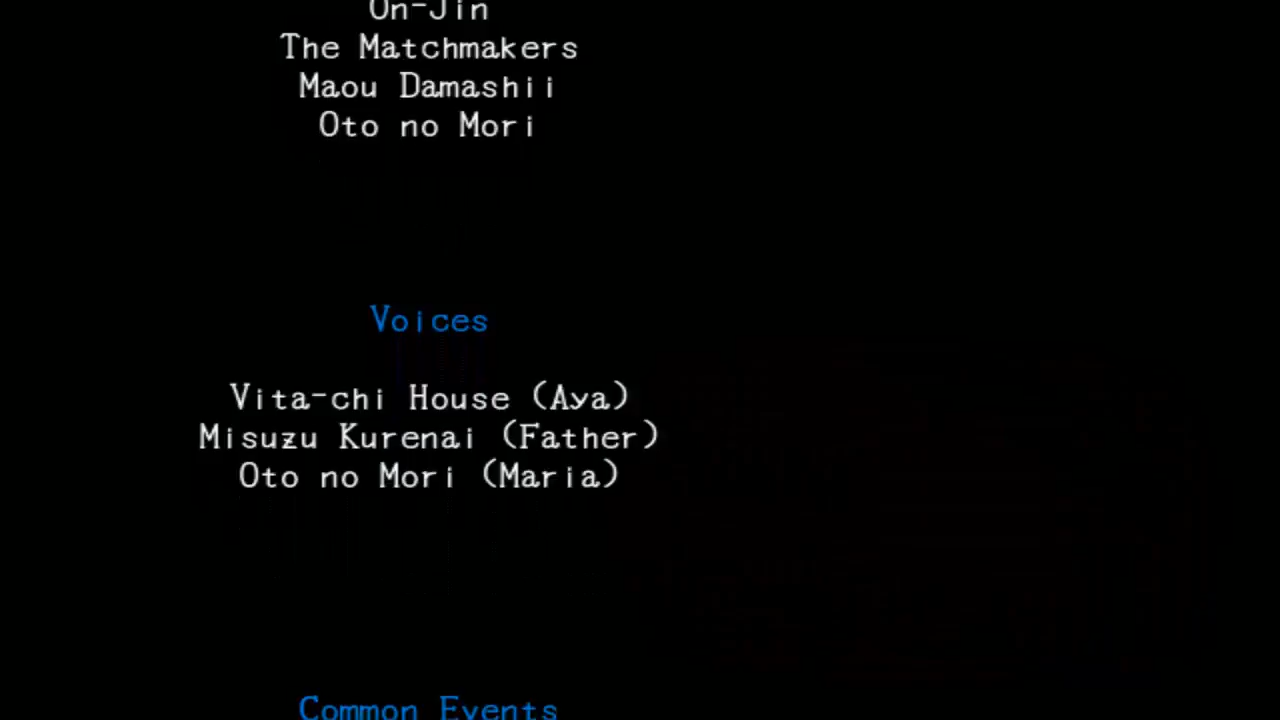 On-Jin
The Matchmakers
Maou Damashii
Oto no Mori
Voices
Vita-chi House (Aya)
Misuzu Kurenai (Father)
Oto no Mori (Maria)
Common Events